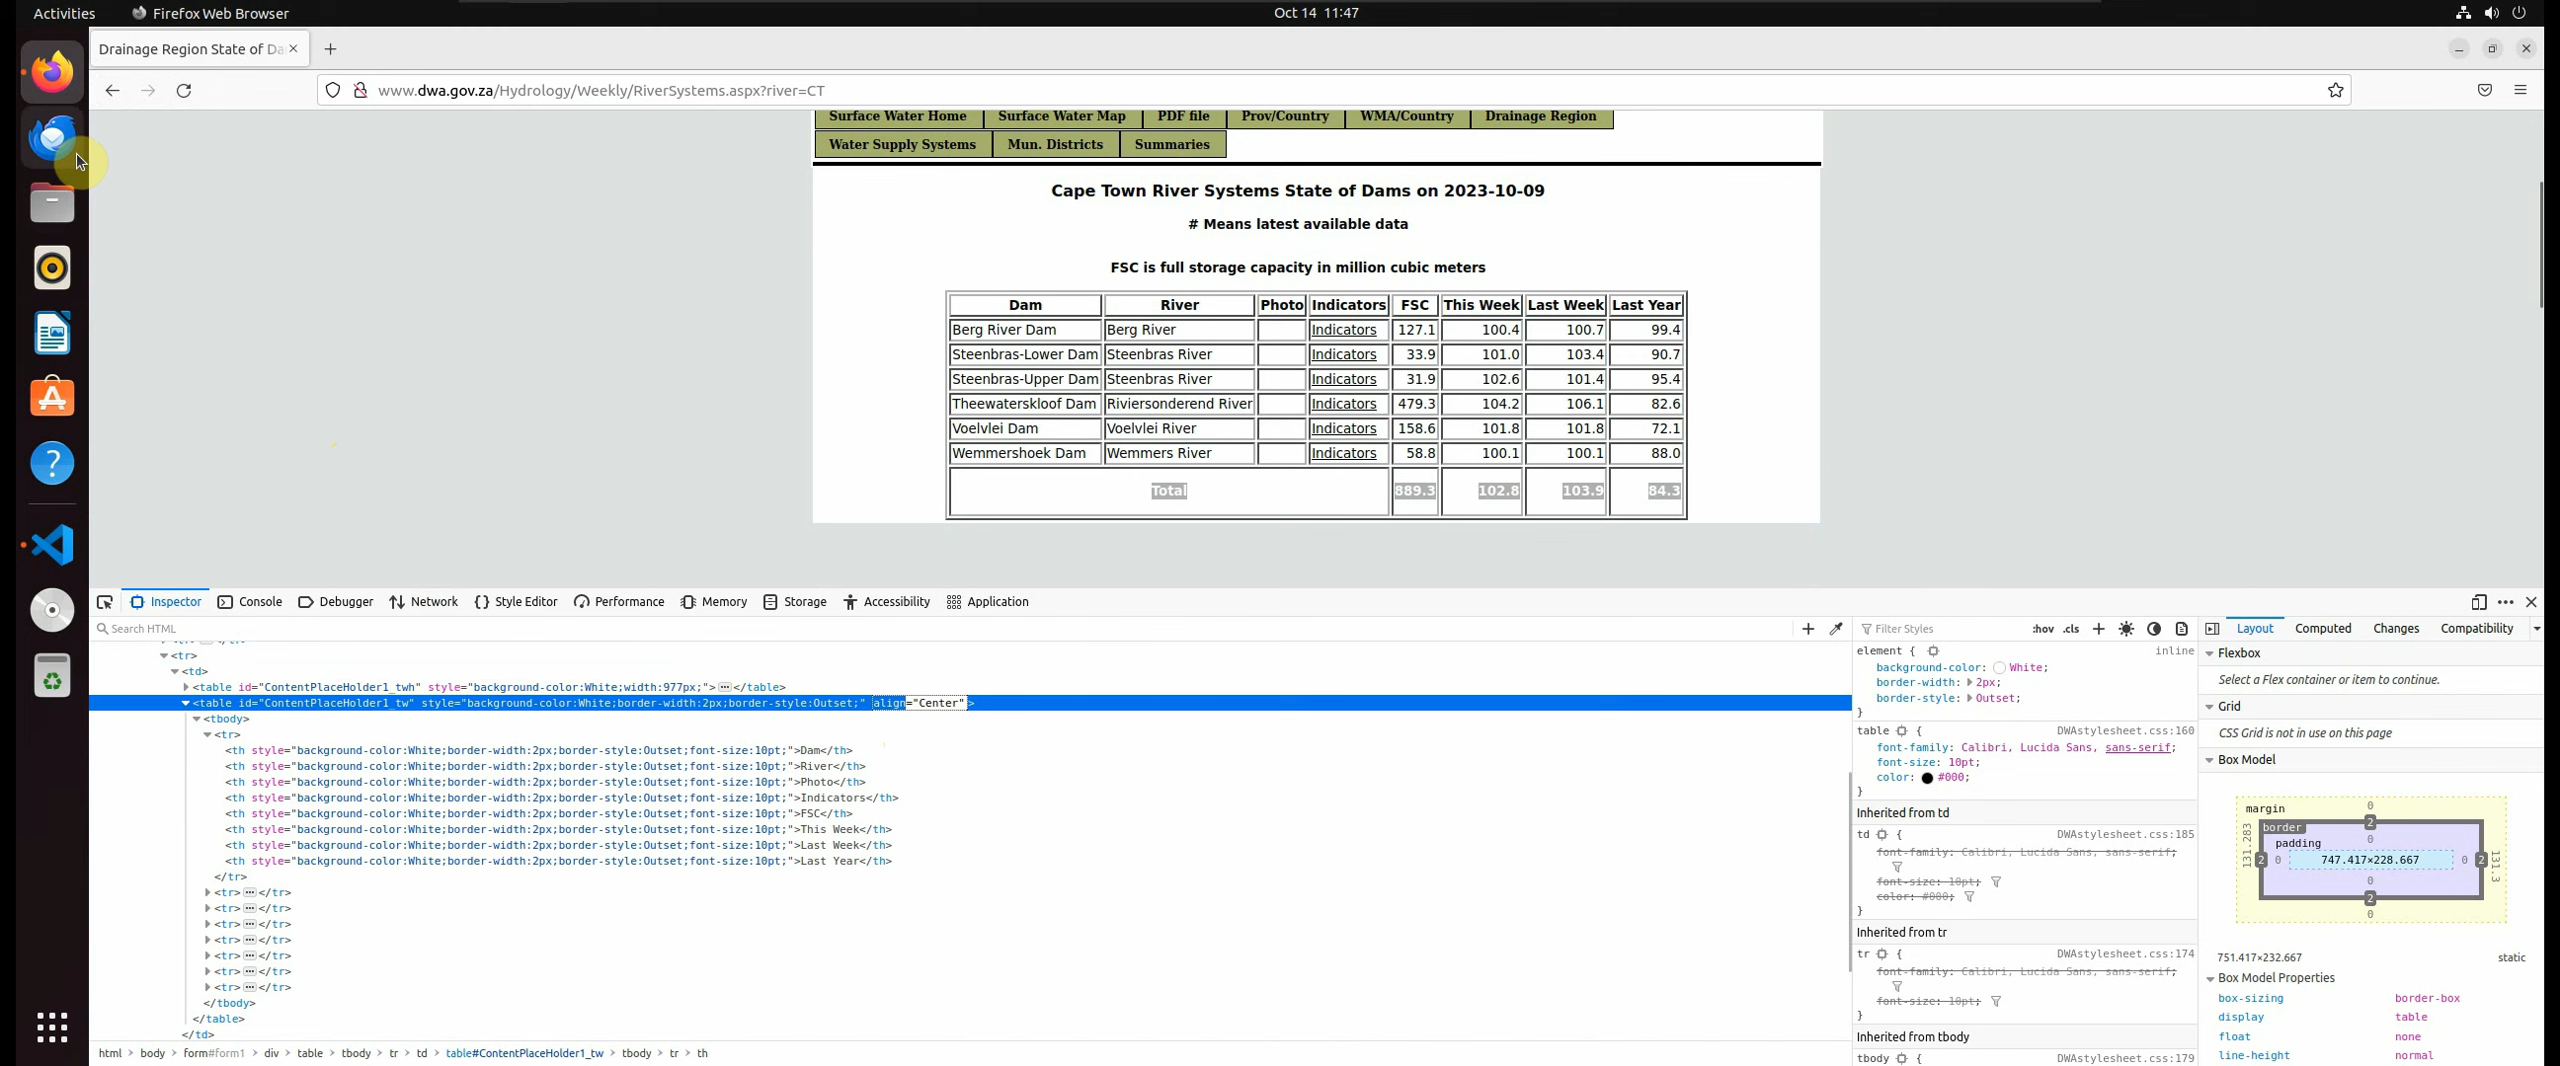 Activities Firefox Web Browser Oct 14 11:47
Drainage Region State of Da
www.dwa.gov.za/Hydrology/Weekly/RiverSystems.aspx?river=CT
Surface Water Home Surface Water Map PDF file Prov/Country WMA/Country Drainage Region
Water Supply Systems Mun. Districts Summaries
Cape Town River Systems State of Dams on 2023-10-09
# Means latest available data
FSC is full storage capacity in million cubic meters
Dam River Photo Indicators FSC This Week Last Week Last Year
Berg River Dam Berg River Indicators 127.1 100.4 100.7 99.4
Steenbras-Lower Dam Steenbras River Indicators 33.9 101.0 103.4 90.7
Steenbras-Upper Dam Steenbras River Indicators 31.9 102.6 101.4 95.4
Theewaterskloof Dam Riviersonderend River Indicators 479.3 104.2 106.1 82.6
Voelvlei Dam Voelvlei River Indicators 158.6 101.8 101.8 72.1
Wemmershoek Dam Wemmers River Indicators 58.8 100.1 100.1 88.0
Total 889.3 102.8 103.9 84.3
Inspector Console Debugger Network Style Editor Performance Memory Storage Accessibility Application
Search HTML
<tr>
<td>
<table id="ContentPlaceHolder1_twh" style="background-color:White;width:977px;"> </table>
<table id="ContentPlaceHolder1_tw" style="background-color:White;border-width:2px;border-style:Outset;" align="Center">
<tbody>
<tr>
<th style="background-color:White;border-width:2px;border-style:Outset;font-size:10pt;">Dam</th>
<th style="background-color:White;border-width:2px;border-style:Outset;font-size:10pt;">River</th>
<th style="background-color:White;border-width:2px;border-style:Outset;font-size:10pt;">Photo</th>
<th style="background-color:White;border-width:2px;border-style:Outset;font-size:10pt;">Indicators</th>
<th style="background-color:White;border-width:2px;border-style:Outset;font-size:10pt;">FSC</th>
<th style="background-color:White;border-width:2px;border-style:Outset;font-size:10pt;">This Week</th>
<th style="background-color:White;border-width:2px;border-style:Outset;font-size:10pt;">Last Week</th>
<th style="background-color:White;border-width:2px;border-style:Outset;font-size:10pt;">Last Year</th>
</tr>
<tr> </tr>
<tr> </tr>
<tr> </tr>
<tr> </tr>
<tr> </tr>
<tr> </tr>
<tr> </tr>
</tbody>
</table>
</td>
html > body > form#form1 > div > table > tbody > tr > td > table#ContentPlaceHolder1_tw > tbody > tr > th
Filter Styles :hov .cls
element { inline
background-color: White;
border-width: 2px;
border-style: Outset;
}
table { DWAstylesheet.css:160
font-family: Calibri, Lucida Sans, sans-serif;
font-size: 10pt;
color: #000;
}
Inherited from td
td { DWAstylesheet.css:185
font-family: Calibri, Lucida Sans, sans-serif;
font-size: 10pt;
color: #000;
}
Inherited from tr
tr { DWAstylesheet.css:174
font-family: Calibri, Lucida Sans, sans-serif;
font-size: 10pt;
}
Inherited from tbody
tbody { DWAstylesheet.css:179
Layout Computed Changes Compatibility
Flexbox
Select a Flex container or item to continue.
Grid
CSS Grid is not in use on this page
Box Model
margin 0
border 2
padding 0
131.283 2 0 747.417×228.667 0 2 131.3
0
2
0
751.417×232.667 static
Box Model Properties
box-sizing border-box
display table
float none
line-height normal